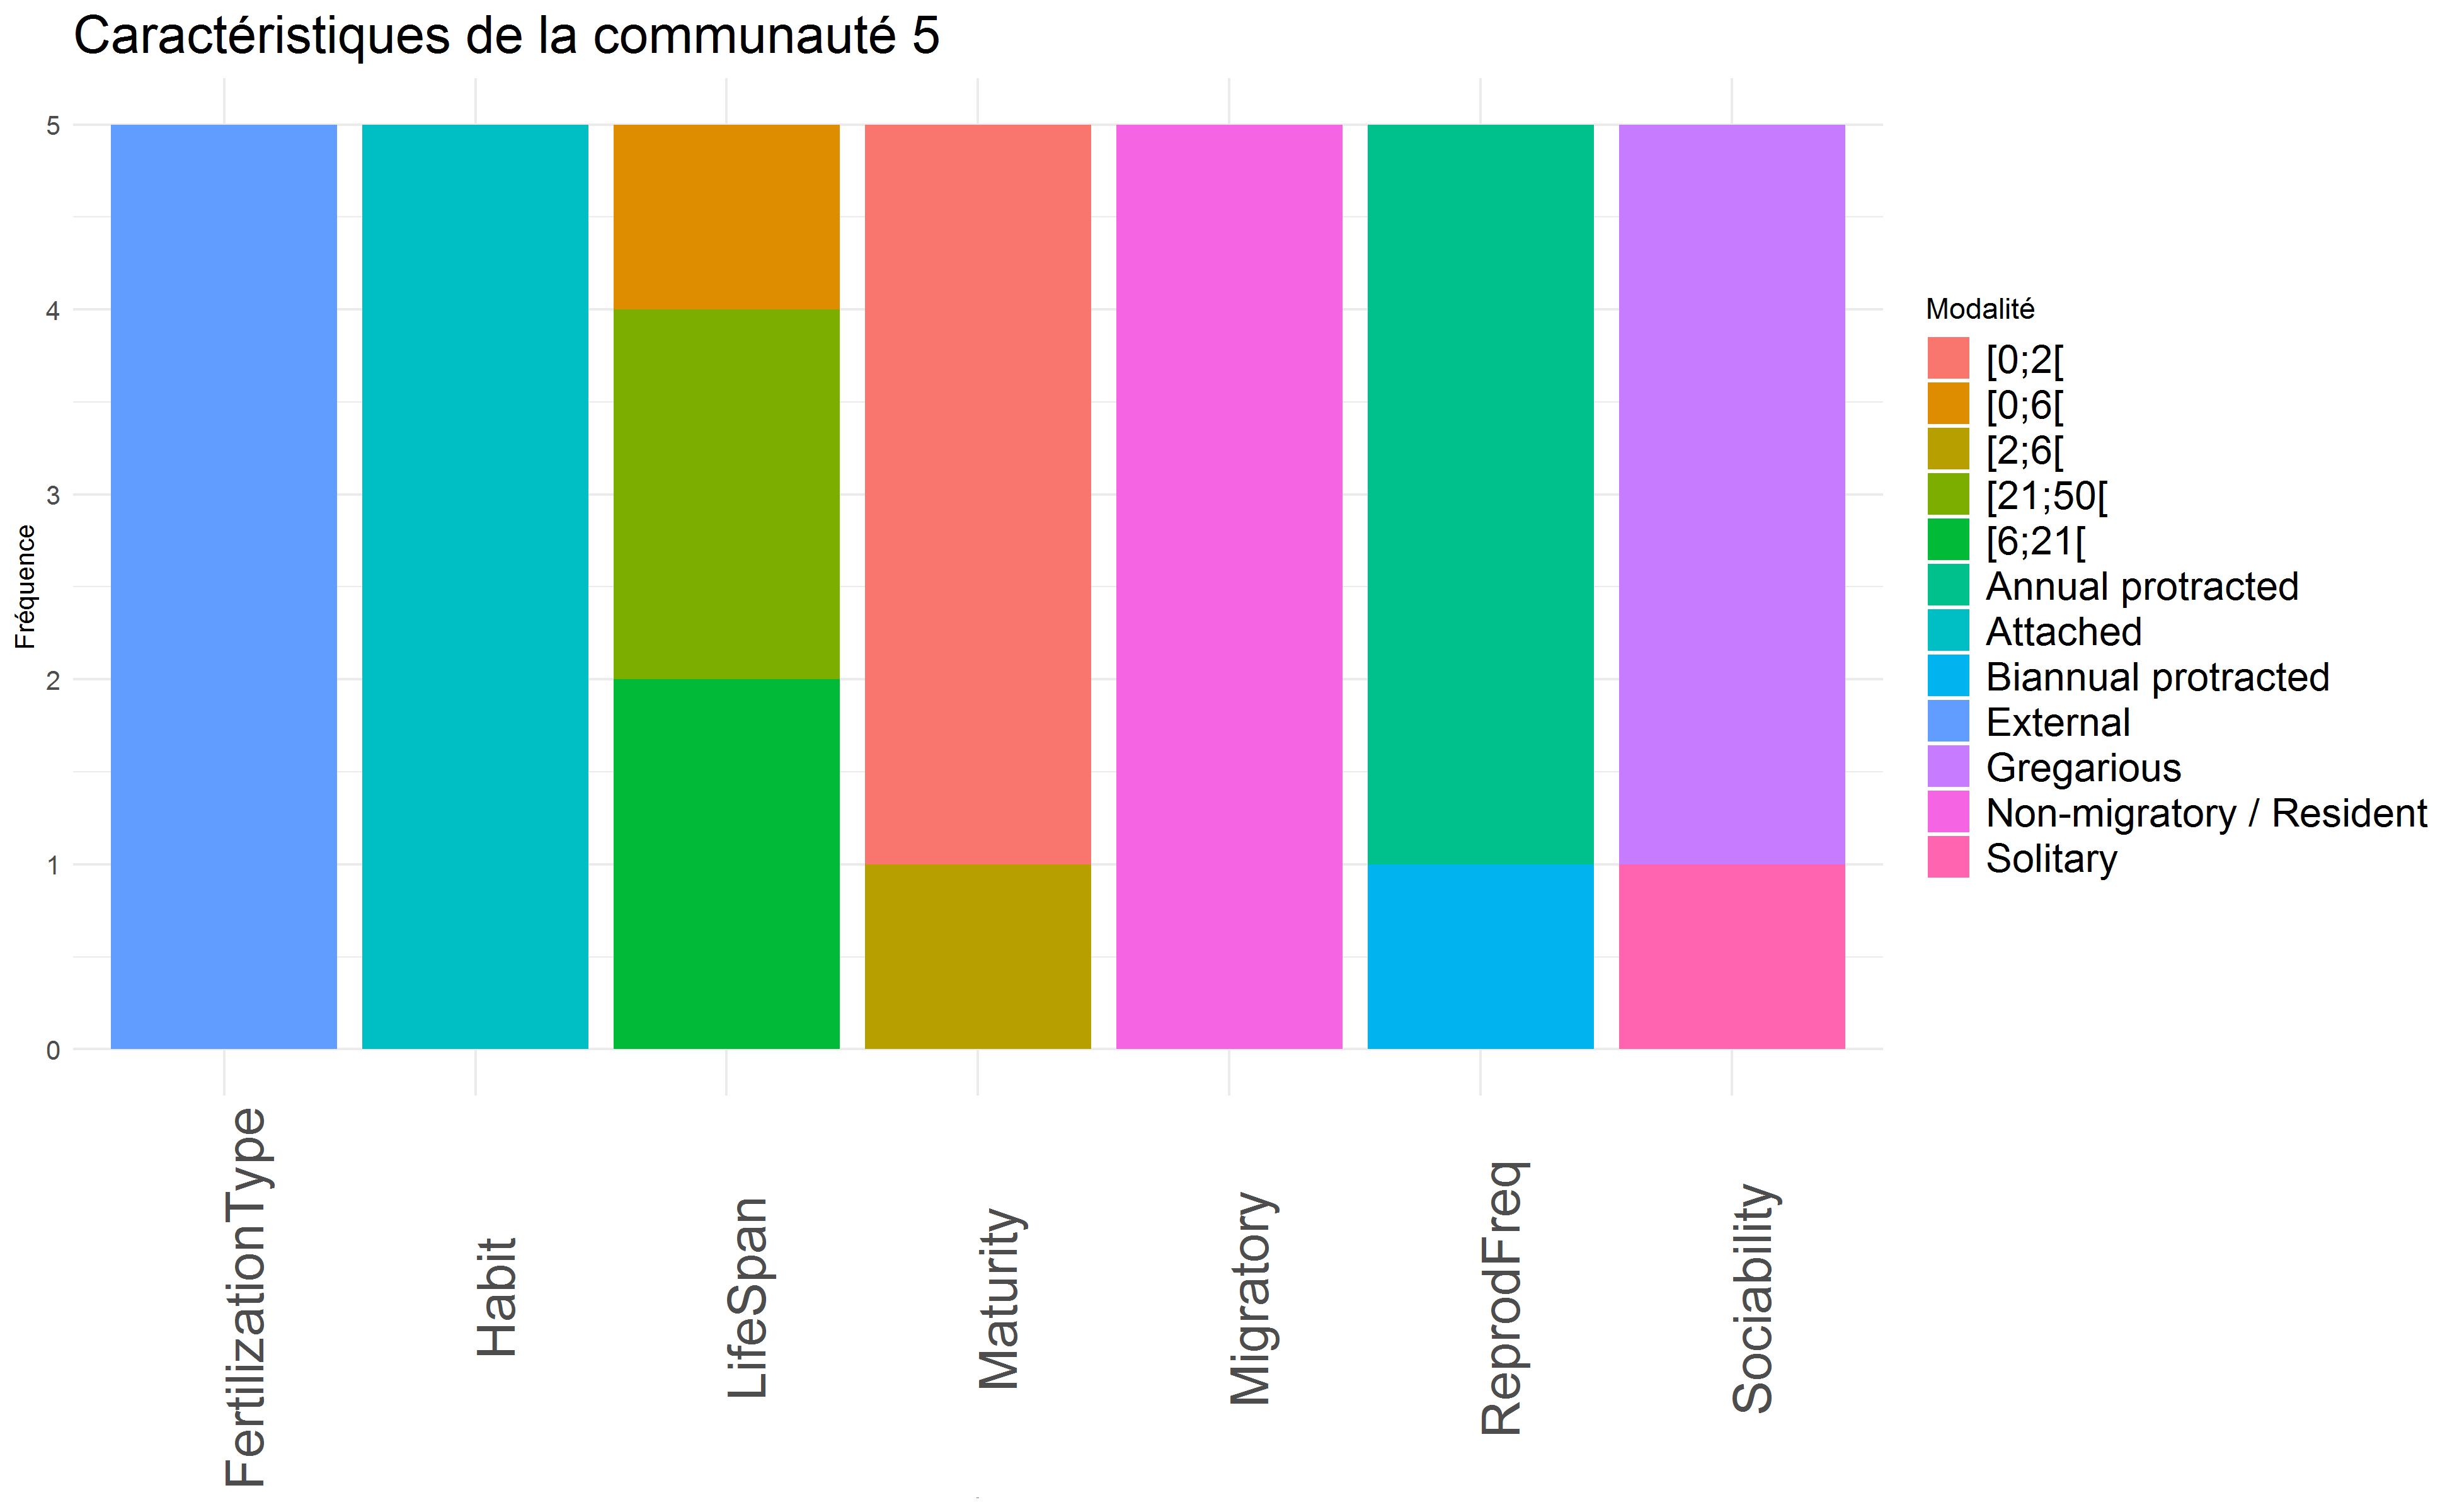 Caractéristiques de la communauté 5
Fréquence
5
4
3
2
1
0
FertilizationType
Habit
LifeSpan
Maturity
Migratory
ReprodFreq
Sociability
Modalité
[0;2[
[0;6[
[2;6[
[21;50[
[6;21[
Annual protracted
Attached
Biannual protracted
External
Gregarious
Non-migratory / Resident
Solitary